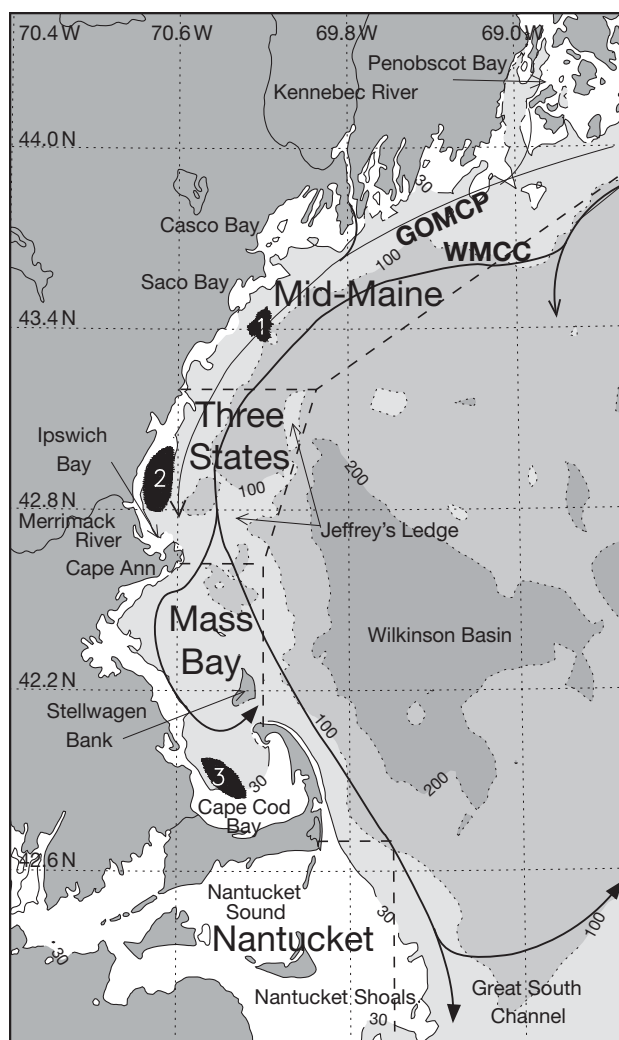 70.4 W
70.6 W
69.8 W
69.0 W
Penobscot Bay
Kennebec River
44.0 N
30
Casco Bay
GOMCP
WMCC
100
Saco Bay
Mid-Maine
43.4 N
1
Three
States
Ipswich
Bay
2
200
100
42.8 N
Merrimack
River
Jeffrey's Ledge
Cape Ann
Mass
Bay
Wilkinson Basin
42.2 N
Stellwagen
Bank
100
3
30
200
Cape Cod
Bay
42.6 N
Nantucket
Sound
30
Nantucket
100
30
Nantucket Shoals
Great South
Channel
30